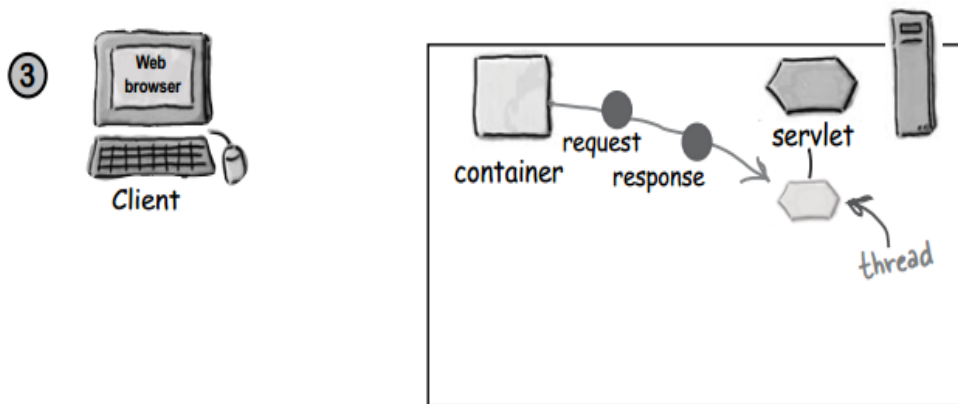 3
Web
browser
Client
container
request
response
servlet
thread